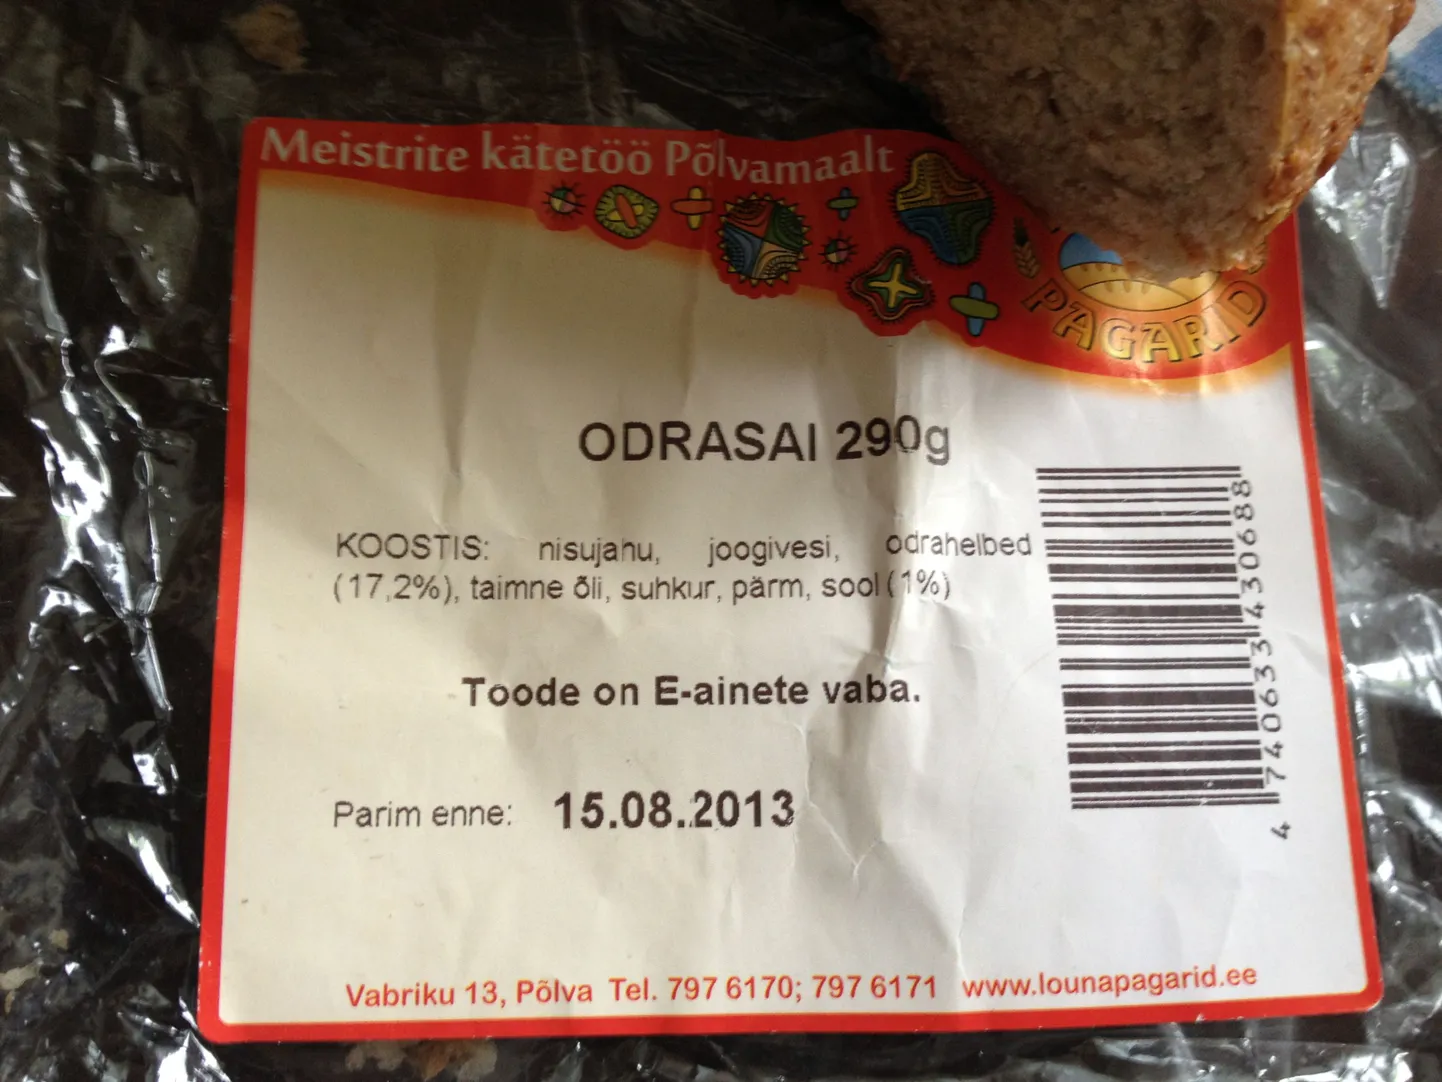 Meistrite kätetöö Põlvamaalt
PAGARID
ODRASAI 290g
KOOSTIS: nisujahu, joogivesi, odrahelbed
(17,2%), taimne õli, suhkur, pärm, sool (1%)
Toode on E-ainete vaba.
Parim enne: 15.08.2013
4 740633 430688
Vabriku 13, Põlva Tel. 797 6170; 797 6171 www.lounapagarid.ee